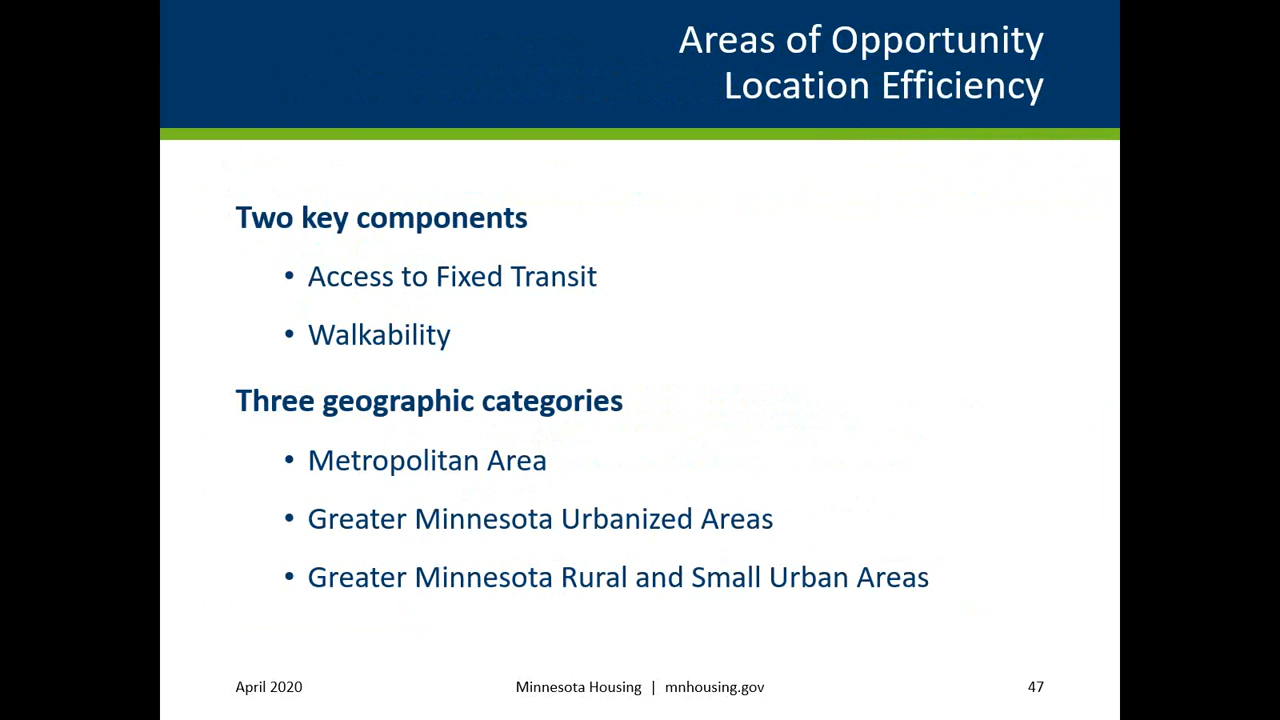 Areas of Opportunity
Location Efficiency
Two key components
• Access to Fixed Transit
• Walkability
Three geographic categories
• Metropolitan Area
• Greater Minnesota Urbanized Areas
• Greater Minnesota Rural and Small Urban Areas
April 2020
Minnesota Housing | mnhousing.gov
47